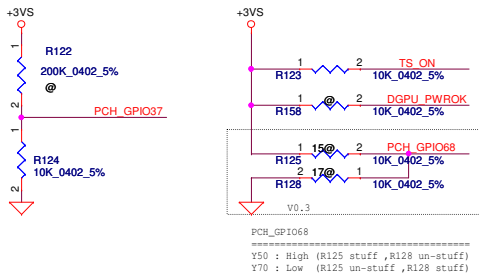 +3VS
1
R122
200K_0402_5%
@
2
PCH_GPIO37
1
R124
10K_0402_5%
2
+3VS
1 2 TS_ON
R123 10K_0402_5%
1 @ 2 DGPU_PWROK
R158 10K_0402_5%
1 15@ 2 PCH_GPIO68
R125 10K_0402_5%
2 17@ 1
R128 10K_0402_5%
V0.3
PCH_GPIO68
====================================
Y50 : High (R125 stuff ,R128 un-stuff)
Y70 : Low (R125 un-stuff ,R128 stuff)